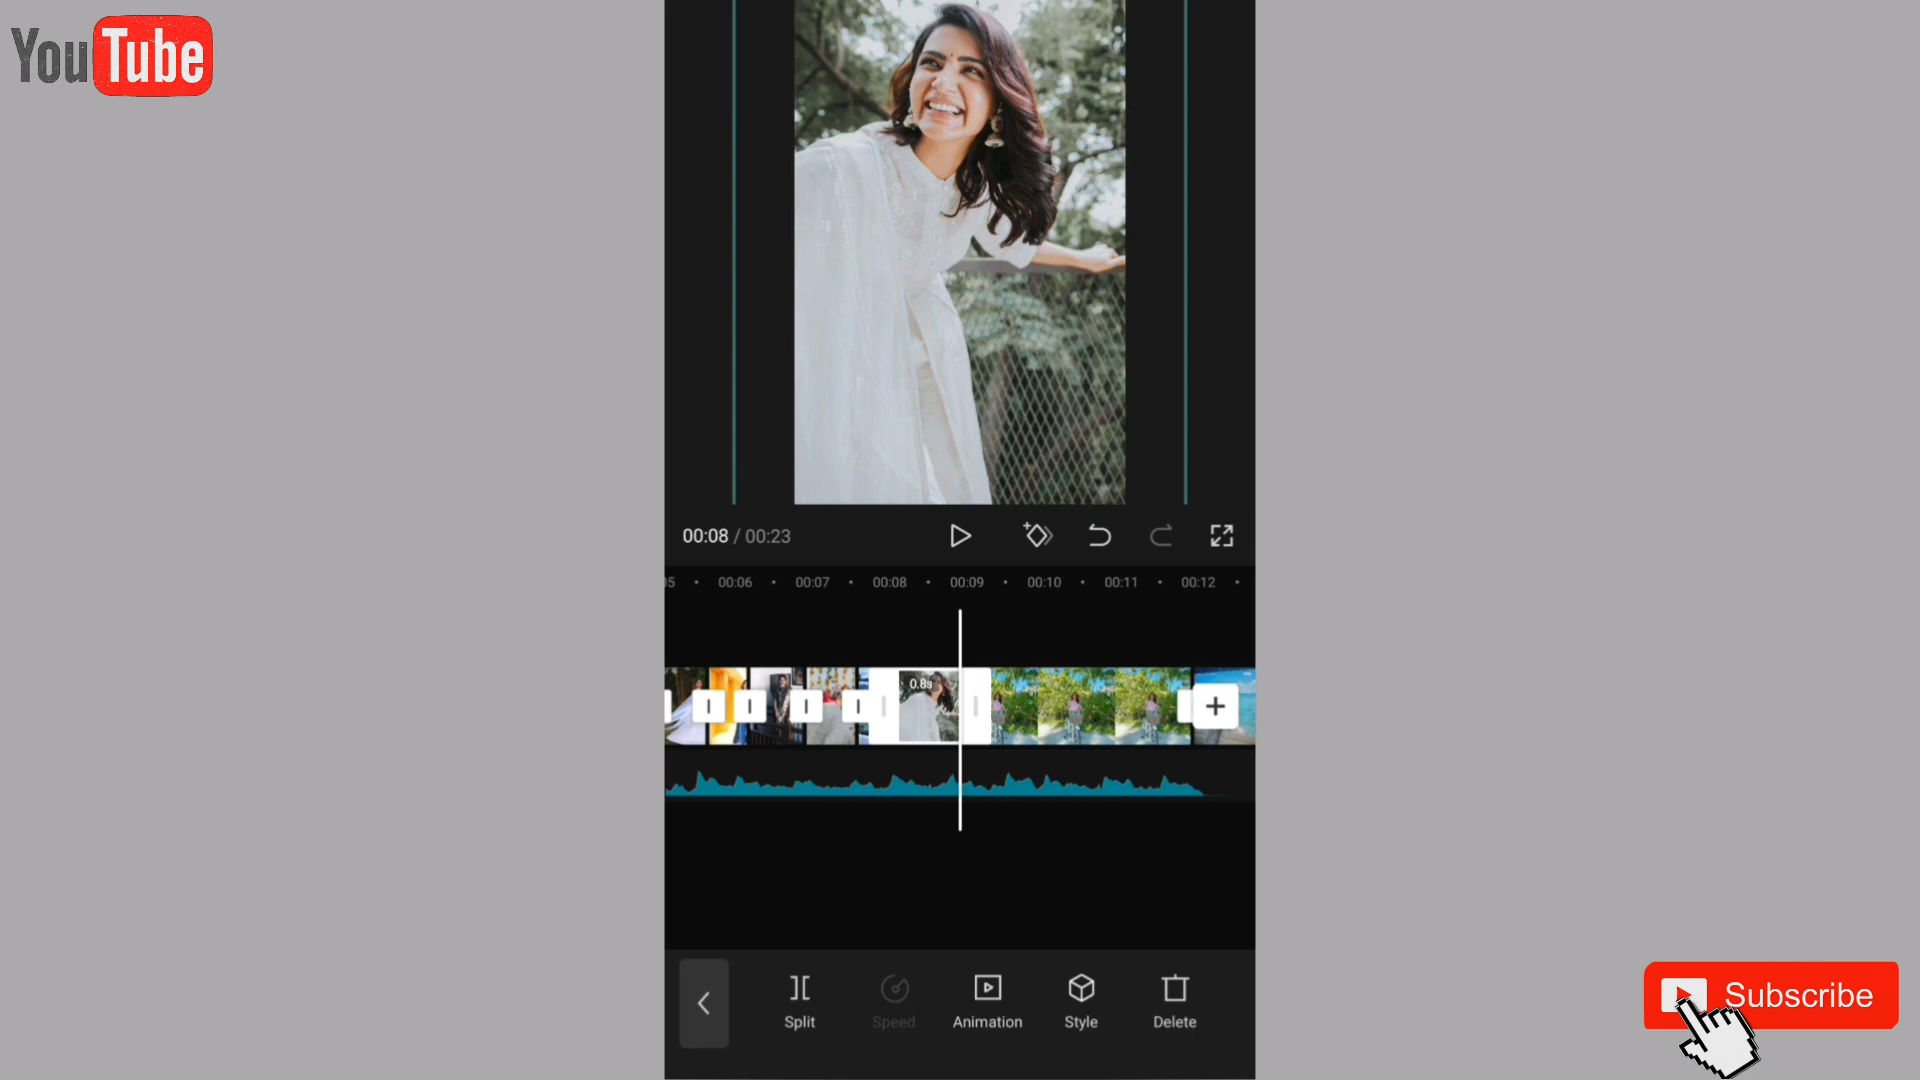 YouTube
00:08 / 00:23
00:06 00:07 00:08 00:09 00:10 00:11 00:12
0.8s
Split Speed Animation Style Delete
Subscribe